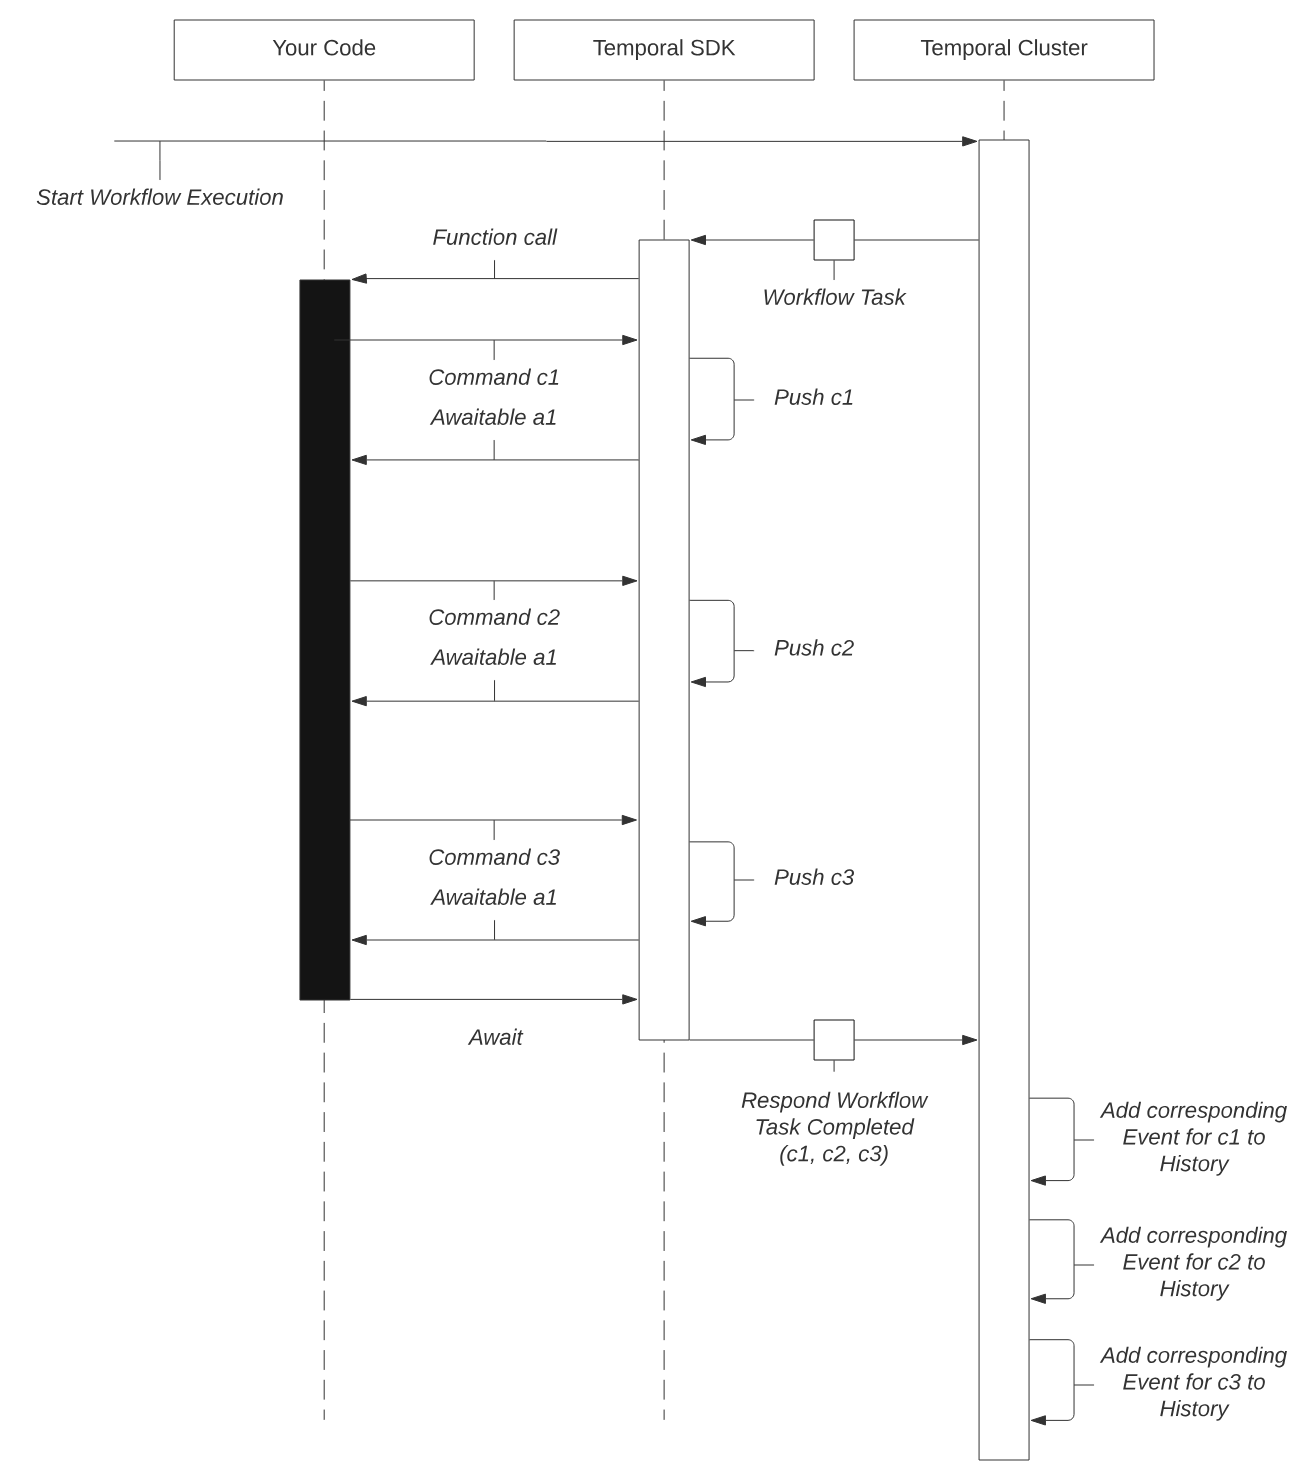 Your Code
Temporal SDK
Temporal Cluster
Start Workflow Execution
Function call
Workflow Task
Command c1
Push c1
Awaitable a1
Command c2
Push c2
Awaitable a1
Command c3
Push c3
Awaitable a1
Await
Respond Workflow
Task Completed
(c1, c2, c3)
Add corresponding
Event for c1 to
History
Add corresponding
Event for c2 to
History
Add corresponding
Event for c3 to
History